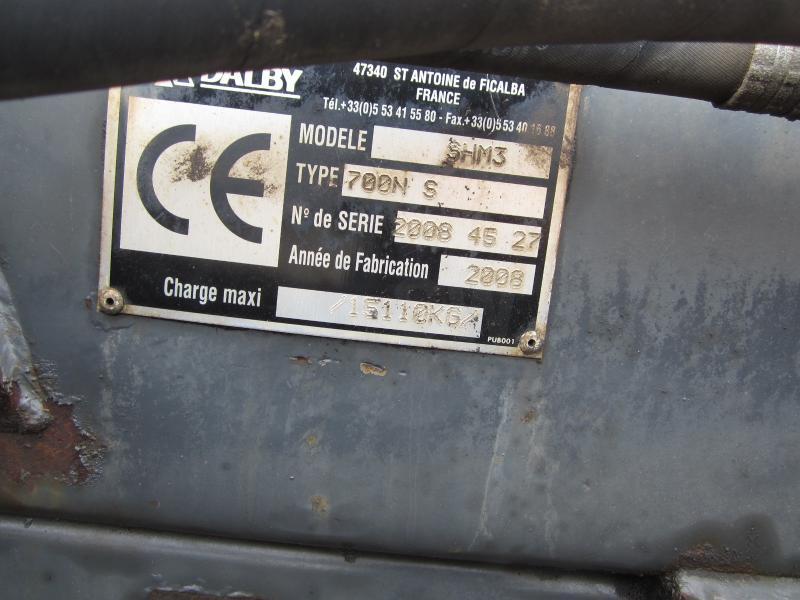 DALBY
47340 ST ANTOINE de FICALBA
FRANCE
Tél.+33(0)5 53 41 55 80 - Fax.+33(0)5 53 40 16 88
CE
MODELE SHM3
TYPE 700N S
Nº de SERIE 2008 45 27
Année de Fabrication 2008
Charge maxi /15110KG/
PUB001